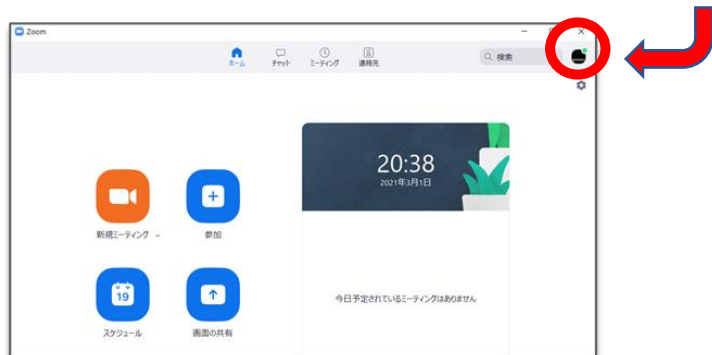 Zoom
ホーム
チャット
ミーティング
連絡先
検索
20:38
2021年3月1日
新規ミーティング
参加
19
スケジュール
画面の共有
今日予定されているミーティングはありません